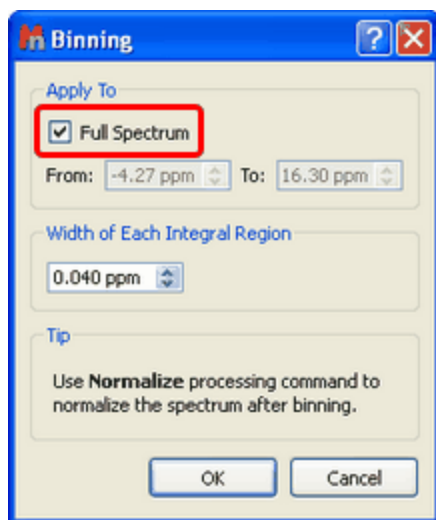 Binning
Apply To
Full Spectrum
From: -4.27 ppm To: 16.30 ppm
Width of Each Integral Region
0.040 ppm
Tip
Use Normalize processing command to
normalize the spectrum after binning.
OK Cancel